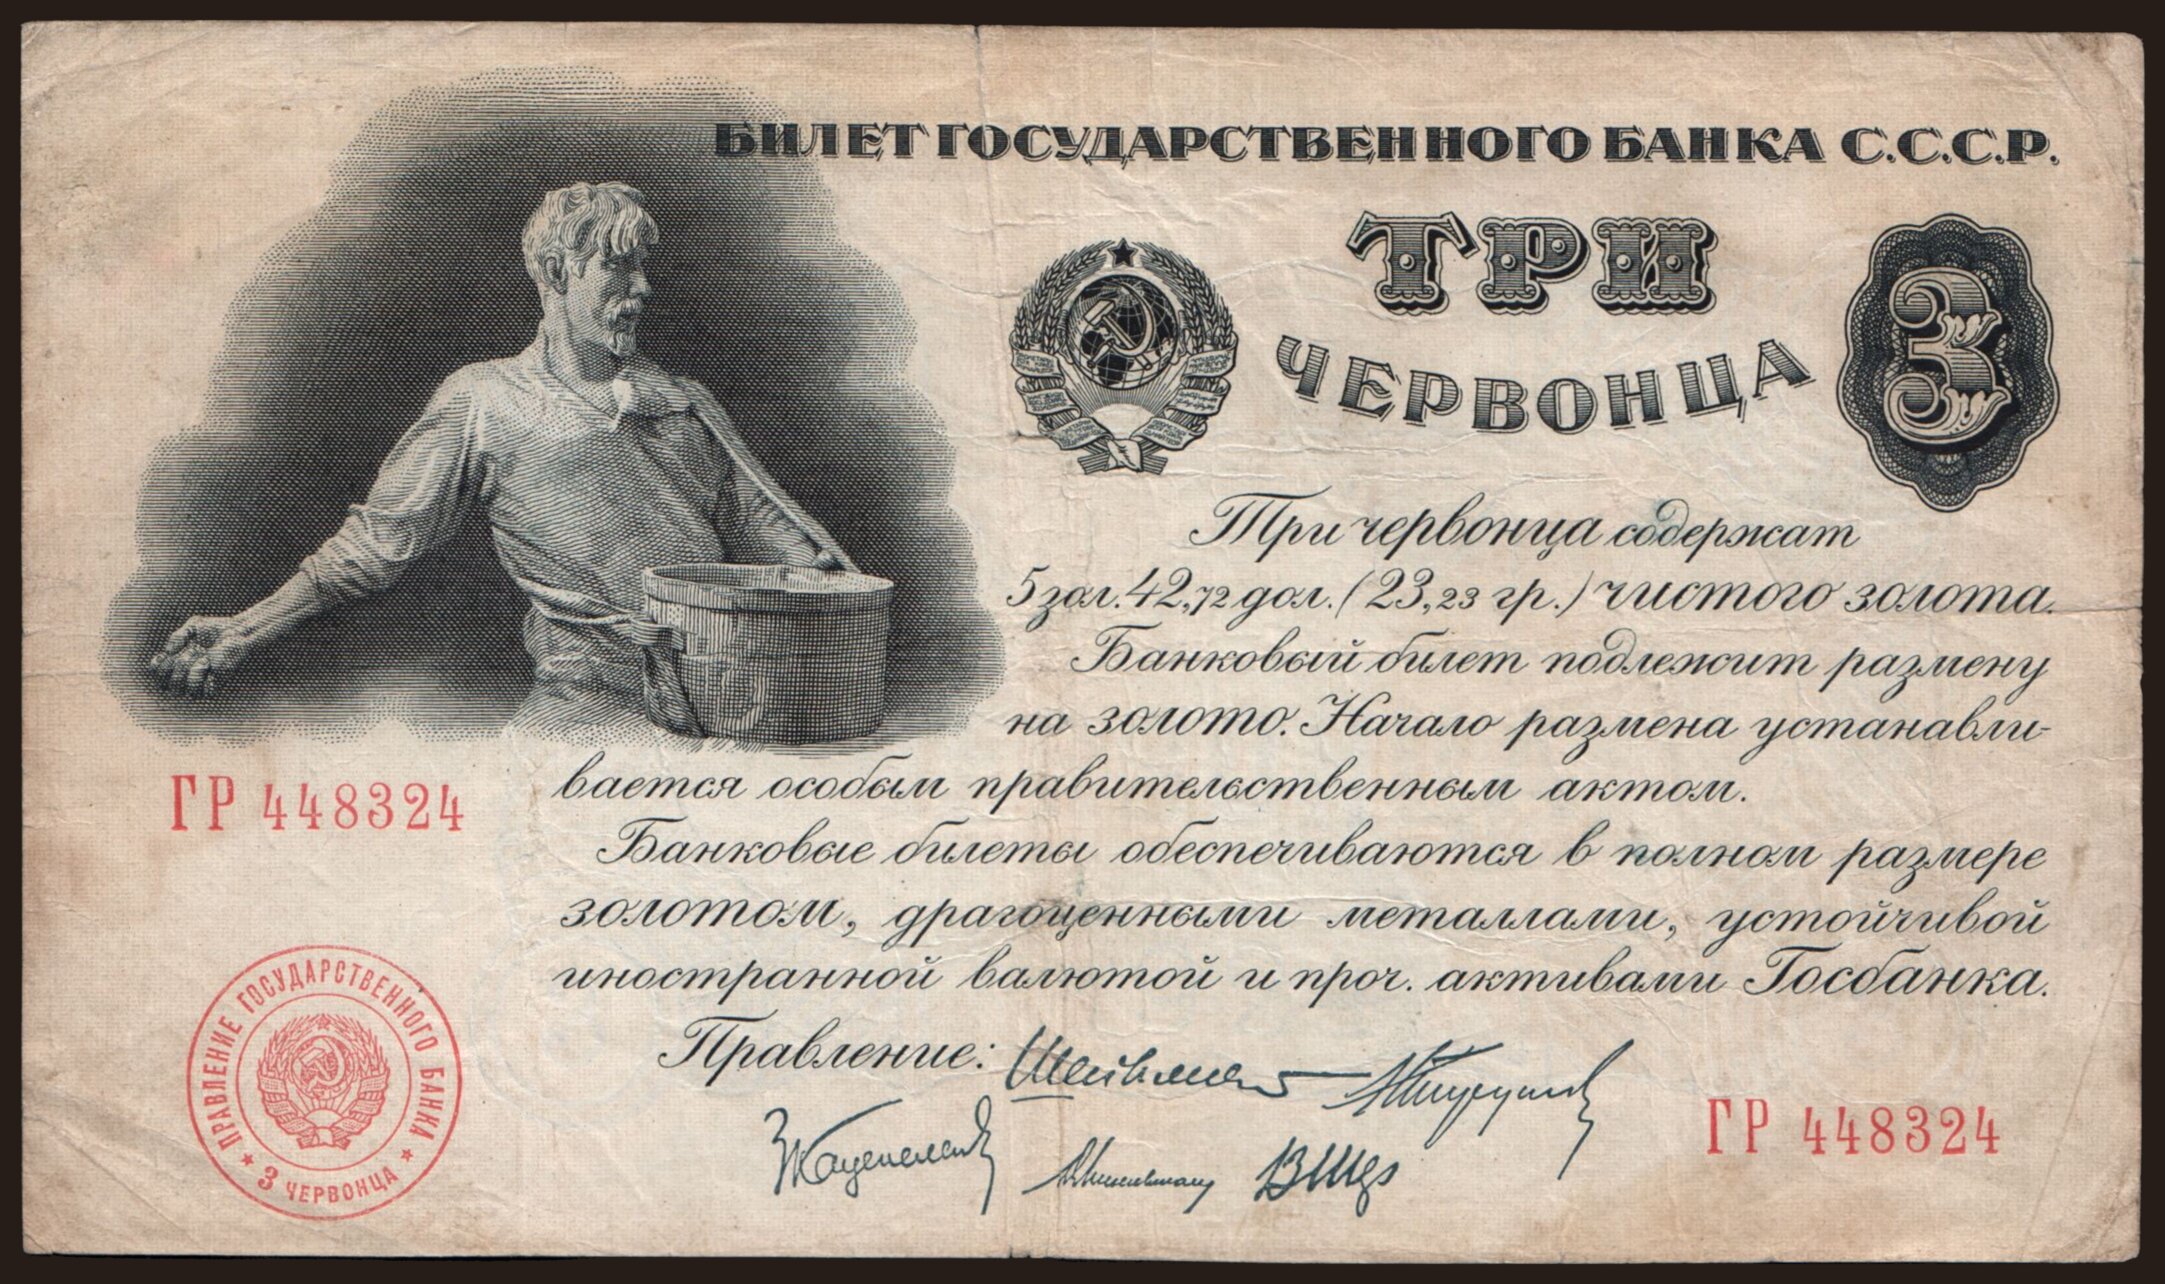 БИЛЕТ ГОСУДАРСТВЕННОГО БАНКА С.С.С.Р.
ТРИ
ЧЕРВОНЦА
3
Три червонца содержат
5 зол. 42,72 дол. (23,23 гр.) чистого золота.
Банковый билет подлежит размену
на золото. Начало размена устанавли-
вается особым правительственным актом.
Банковые билеты обеспечиваются в полном размере
золотом, драгоценными металлами, устойчивой
иностранной валютой и проч. активами Госбанка.
Правление:
ГР 448324
ПРАВЛЕНИЕ ГОСУДАРСТВЕННОГО БАНКА
3 ЧЕРВОНЦА
ГР 448324